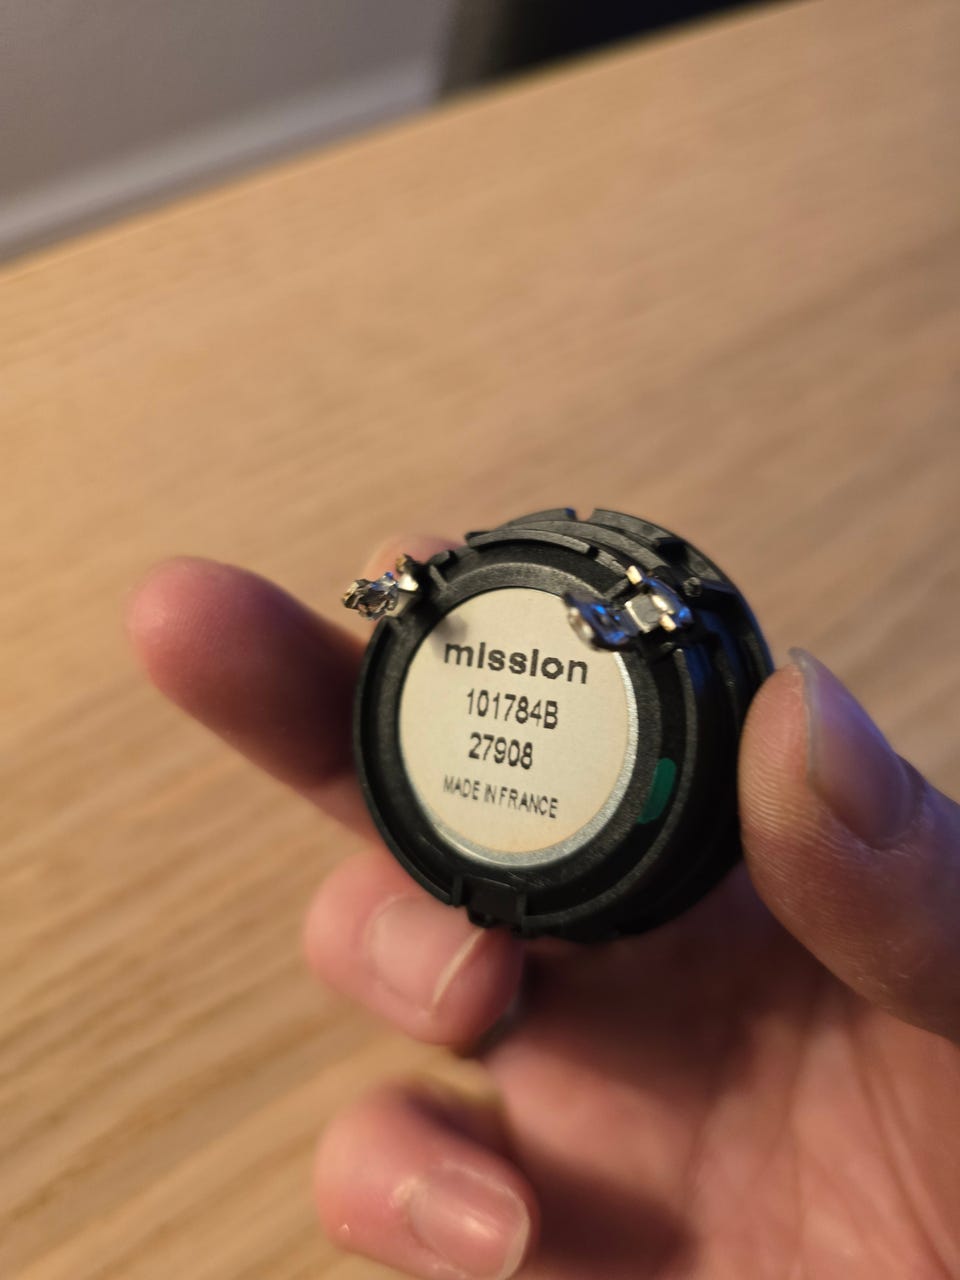 mission
101784B
27908
MADE IN FRANCE